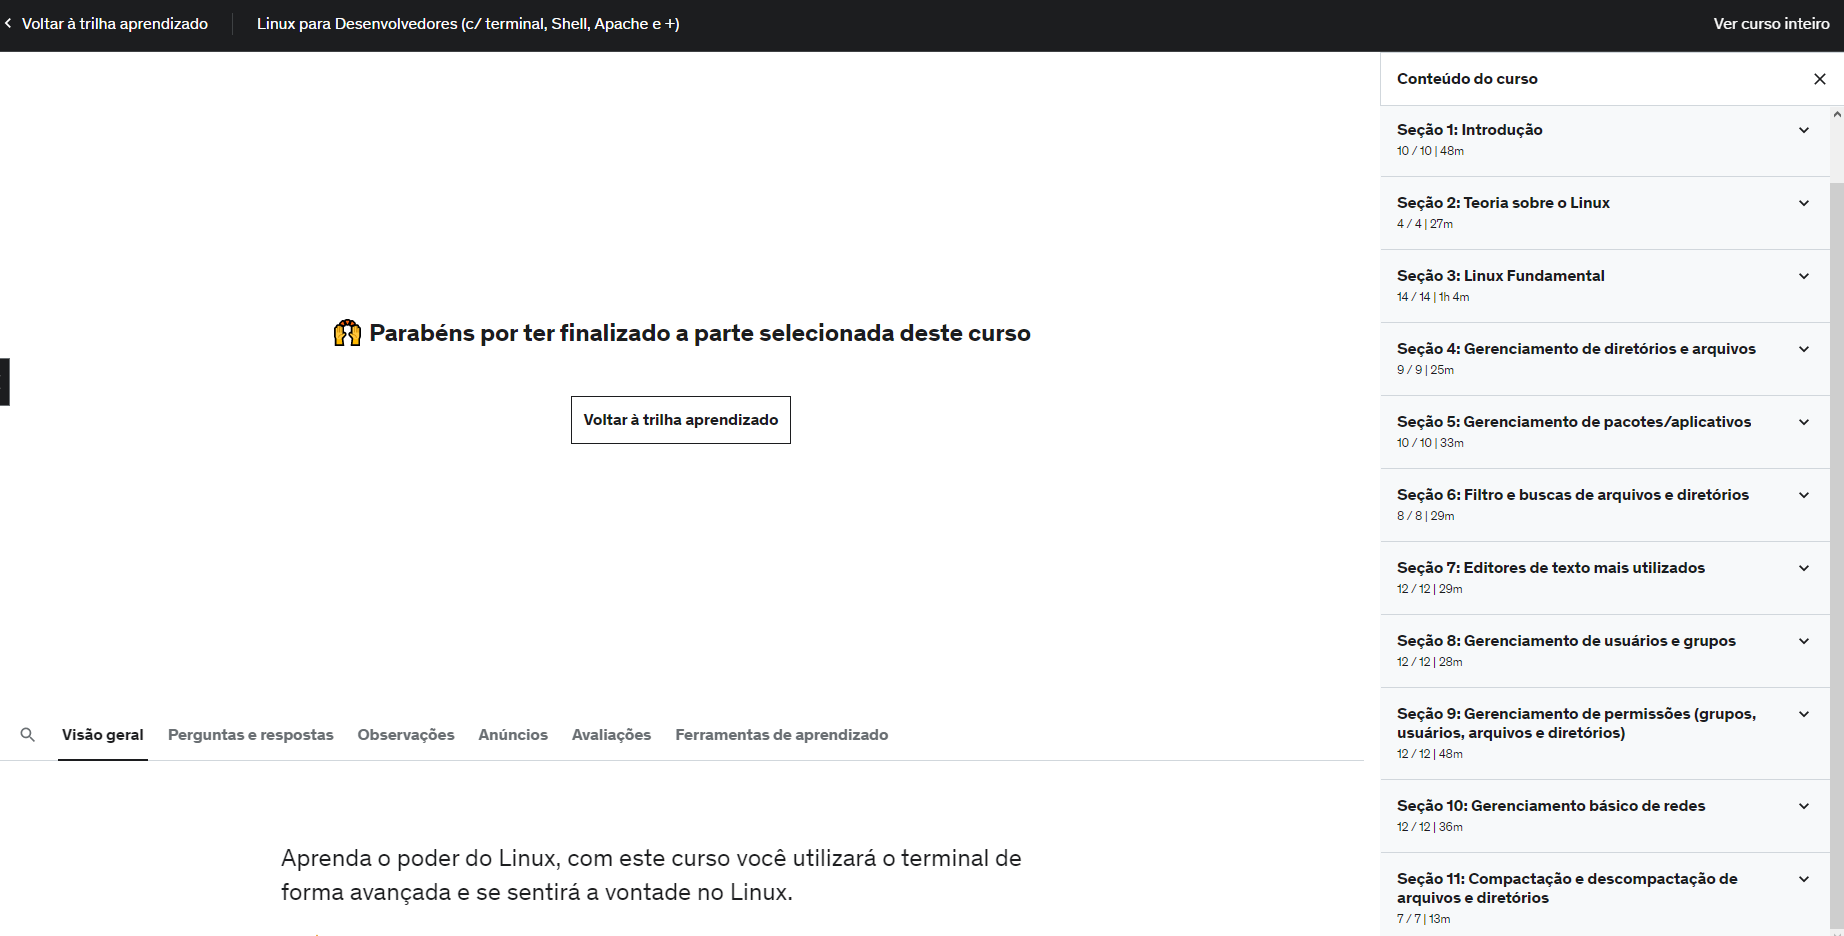 Voltar à trilha aprendizado
Linux para Desenvolvedores (c/ terminal, Shell, Apache e +)
Ver curso inteiro
Parabéns por ter finalizado a parte selecionada deste curso
Voltar à trilha aprendizado
Visão geral
Perguntas e respostas
Observações
Anúncios
Avaliações
Ferramentas de aprendizado
Aprenda o poder do Linux, com este curso você utilizará o terminal de
forma avançada e se sentirá a vontade no Linux.
Conteúdo do curso
Seção 1: Introdução
10 / 10 | 48m
Seção 2: Teoria sobre o Linux
4 / 4 | 27m
Seção 3: Linux Fundamental
14 / 14 | 1h 4m
Seção 4: Gerenciamento de diretórios e arquivos
9 / 9 | 25m
Seção 5: Gerenciamento de pacotes/aplicativos
10 / 10 | 33m
Seção 6: Filtro e buscas de arquivos e diretórios
8 / 8 | 29m
Seção 7: Editores de texto mais utilizados
12 / 12 | 29m
Seção 8: Gerenciamento de usuários e grupos
12 / 12 | 28m
Seção 9: Gerenciamento de permissões (grupos,
usuários, arquivos e diretórios)
12 / 12 | 48m
Seção 10: Gerenciamento básico de redes
12 / 12 | 36m
Seção 11: Compactação e descompactação de
arquivos e diretórios
7 / 7 | 13m